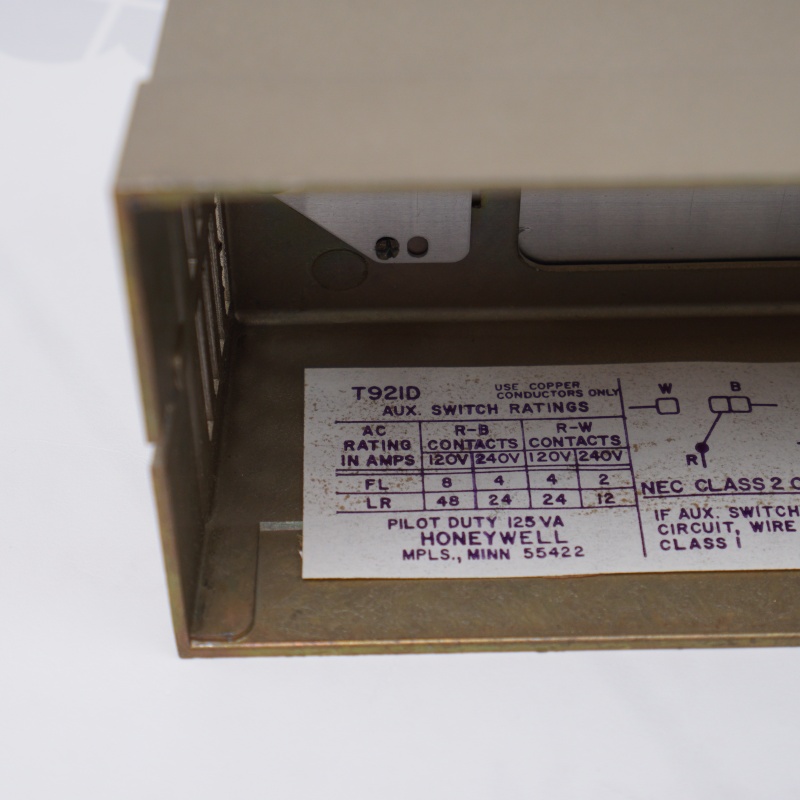 T921D
USE COPPER
CONDUCTORS ONLY
AUX. SWITCH RATINGS
AC RATING IN AMPS
R-B CONTACTS
R-W CONTACTS
120V 240V 120V 240V
FL 8 4 4 2
LR 48 24 24 12
PILOT DUTY 125 VA
HONEYWELL
MPLS., MINN 55422
W B
R
NEC CLASS 2
IF AUX. SWITCH
CIRCUIT, WIRE
CLASS 1